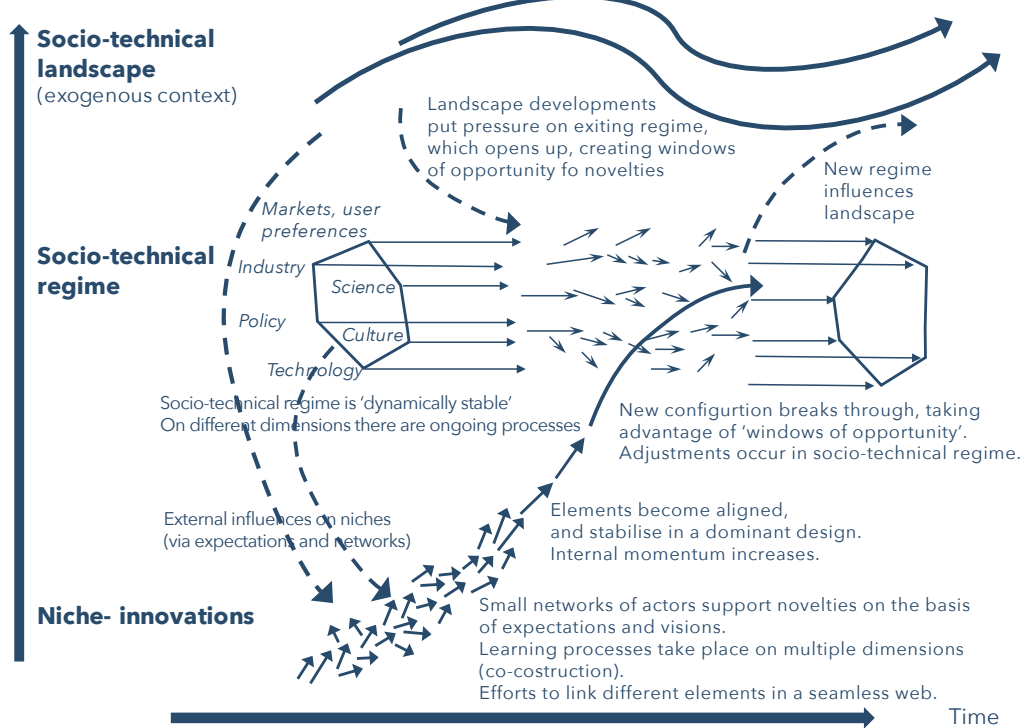 Socio-technical
landscape
(exogenous context)
Landscape developments
put pressure on exiting regime,
which opens up, creating windows
of opportunity fo novelties
New regime
influences
landscape
Markets, user
preferences
Socio-technical
regime
Industry
Science
Policy
Culture
Technology
Socio-technical regime is ‘dynamically stable’
On different dimensions there are ongoing processes
New configurtion breaks through, taking
advantage of ‘windows of opportunity’.
Adjustments occur in socio-technical regime.
External influences on niches
(via expectations and networks)
Elements become aligned,
and stabilise in a dominant design.
Internal momentum increases.
Niche- innovations
Small networks of actors support novelties on the basis
of expectations and visions.
Learning processes take place on multiple dimensions
(co-costruction).
Efforts to link different elements in a seamless web.
Time